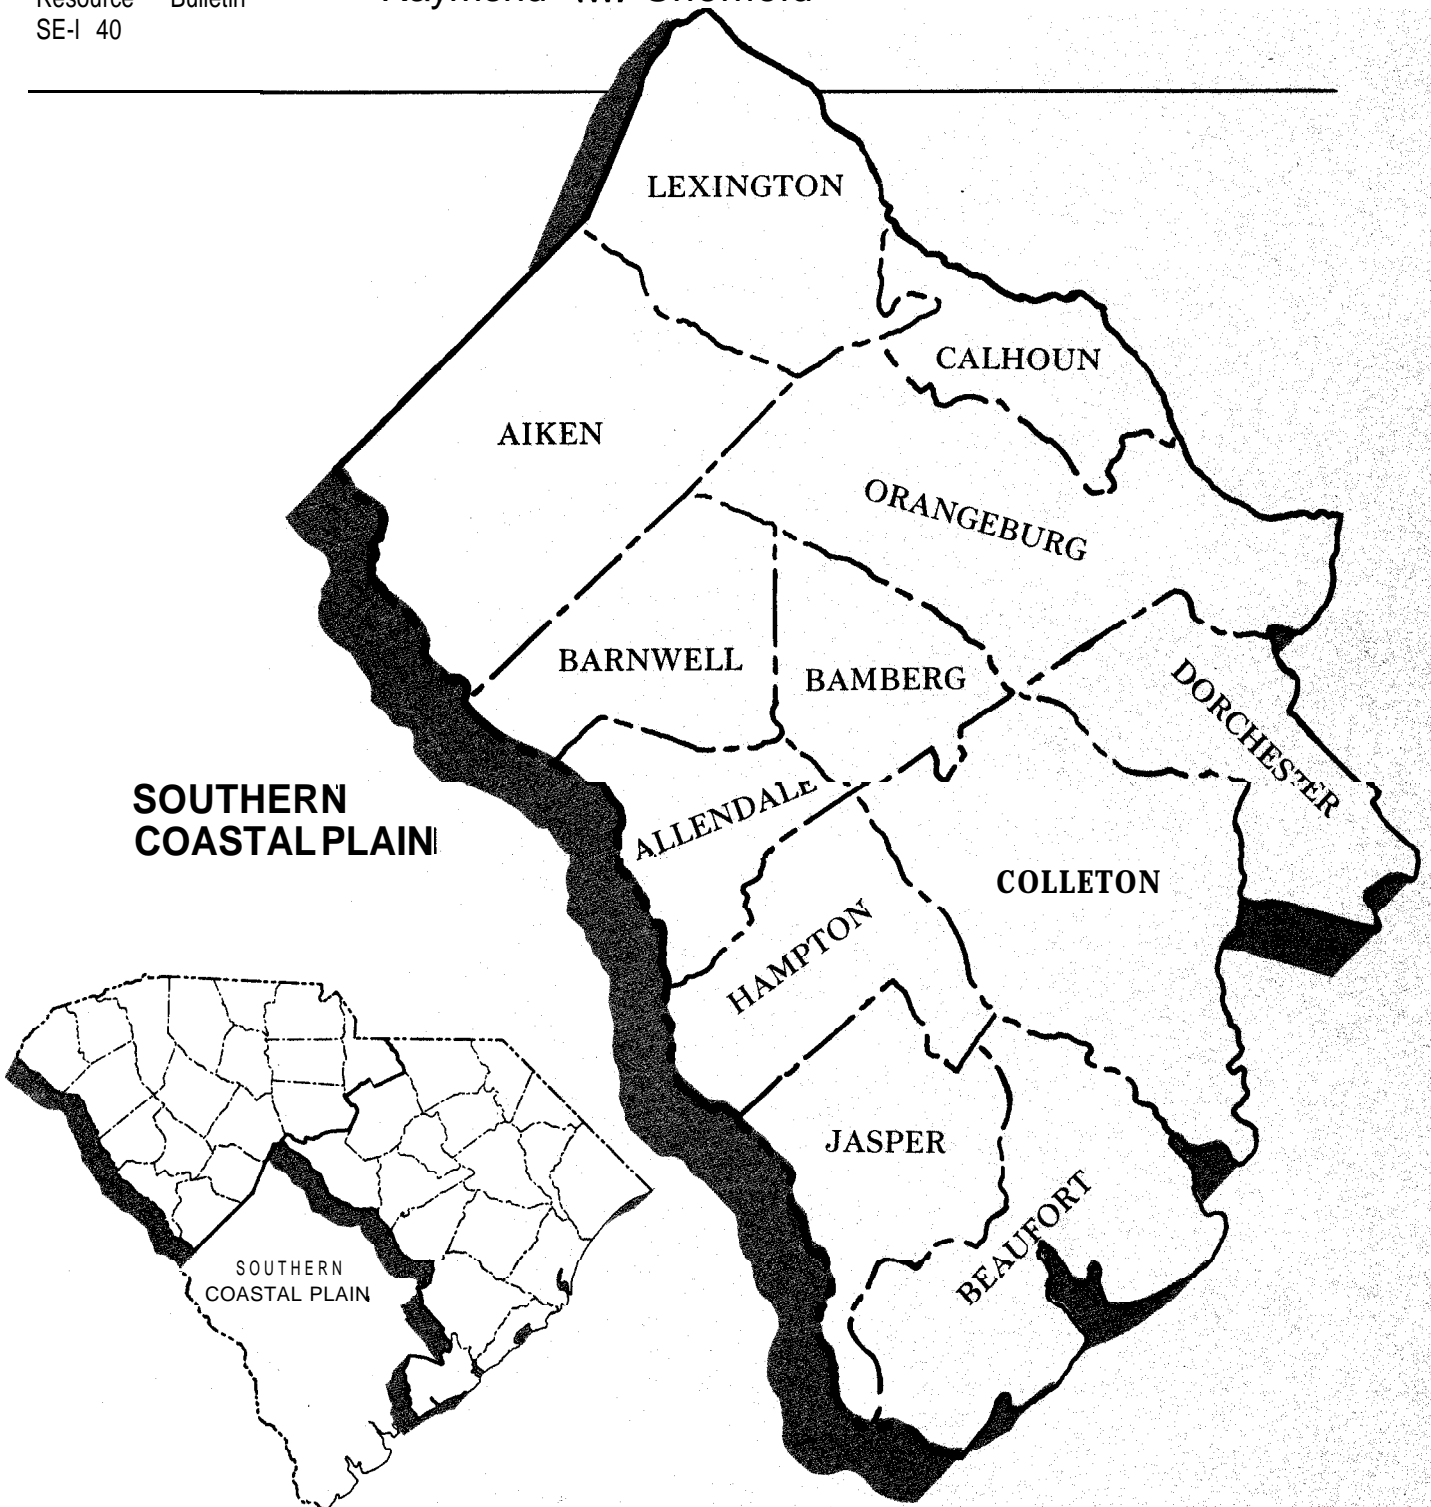 Resource Bulletin
SE-I 40
LEXINGTON
CALHOUN
AIKEN
ORANGEBURG
BARNWELL
BAMBERG
DORCHESTER
SOUTHERN
COASTAL PLAIN
ALLENDALE
COLLETON
HAMPTON
JASPER
BEAUFORT
SOUTHERN
COASTAL PLAIN